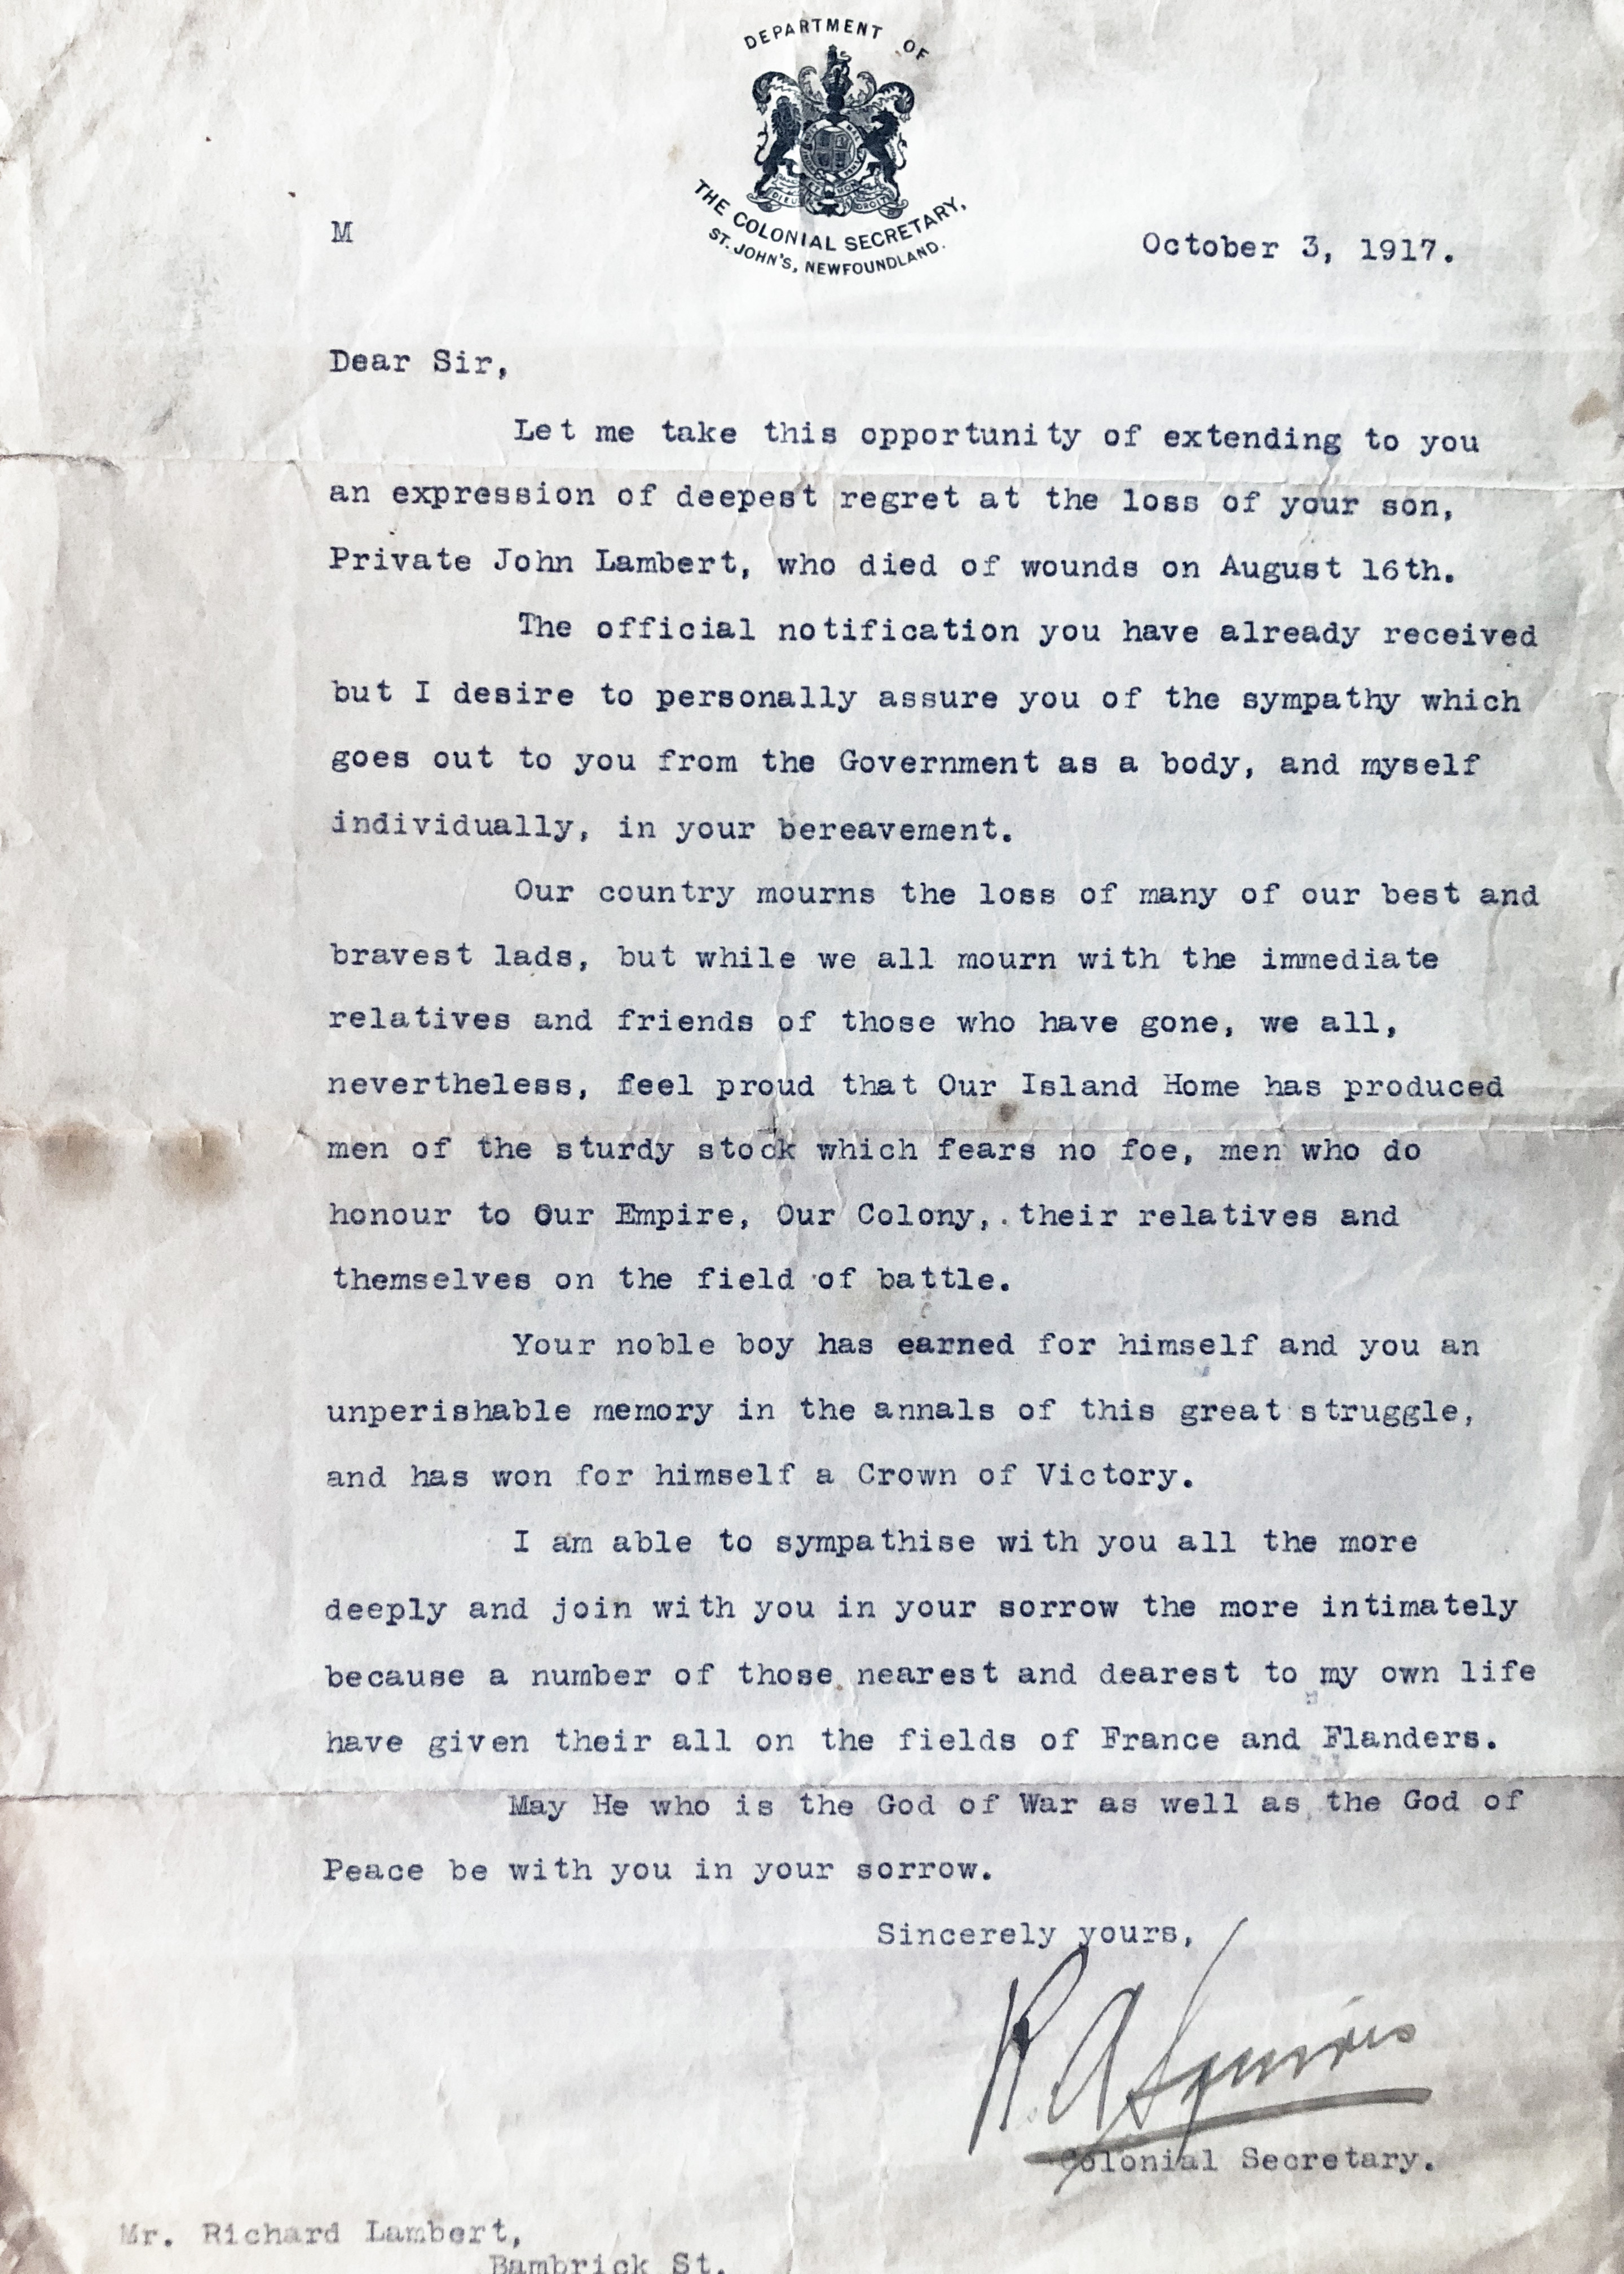 DEPARTMENT OF
DIEU ET MON DROIT
THE COLONIAL SECRETARY,
ST. JOHN'S, NEWFOUNDLAND.
M
October 3, 1917.
Dear Sir,
Let me take this opportunity of extending to you
an expression of deepest regret at the loss of your son,
Private John Lambert, who died of wounds on August 16th.
The official notification you have already received
but I desire to personally assure you of the sympathy which
goes out to you from the Government as a body, and myself
individually, in your bereavement.
Our country mourns the loss of many of our best and
bravest lads, but while we all mourn with the immediate
relatives and friends of those who have gone, we all,
nevertheless, feel proud that Our Island Home has produced
men of the sturdy stock which fears no foe, men who do
honour to Our Empire, Our Colony, their relatives and
themselves on the field of battle.
Your noble boy has earned for himself and you an
unperishable memory in the annals of this great struggle,
and has won for himself a Crown of Victory.
I am able to sympathise with you all the more
deeply and join with you in your sorrow the more intimately
because a number of those nearest and dearest to my own life
have given their all on the fields of France and Flanders.
May He who is the God of War as well as the God of
Peace be with you in your sorrow.
Sincerely yours,
R. A. Squires
Colonial Secretary.
Mr. Richard Lambert,
Bambrick St.